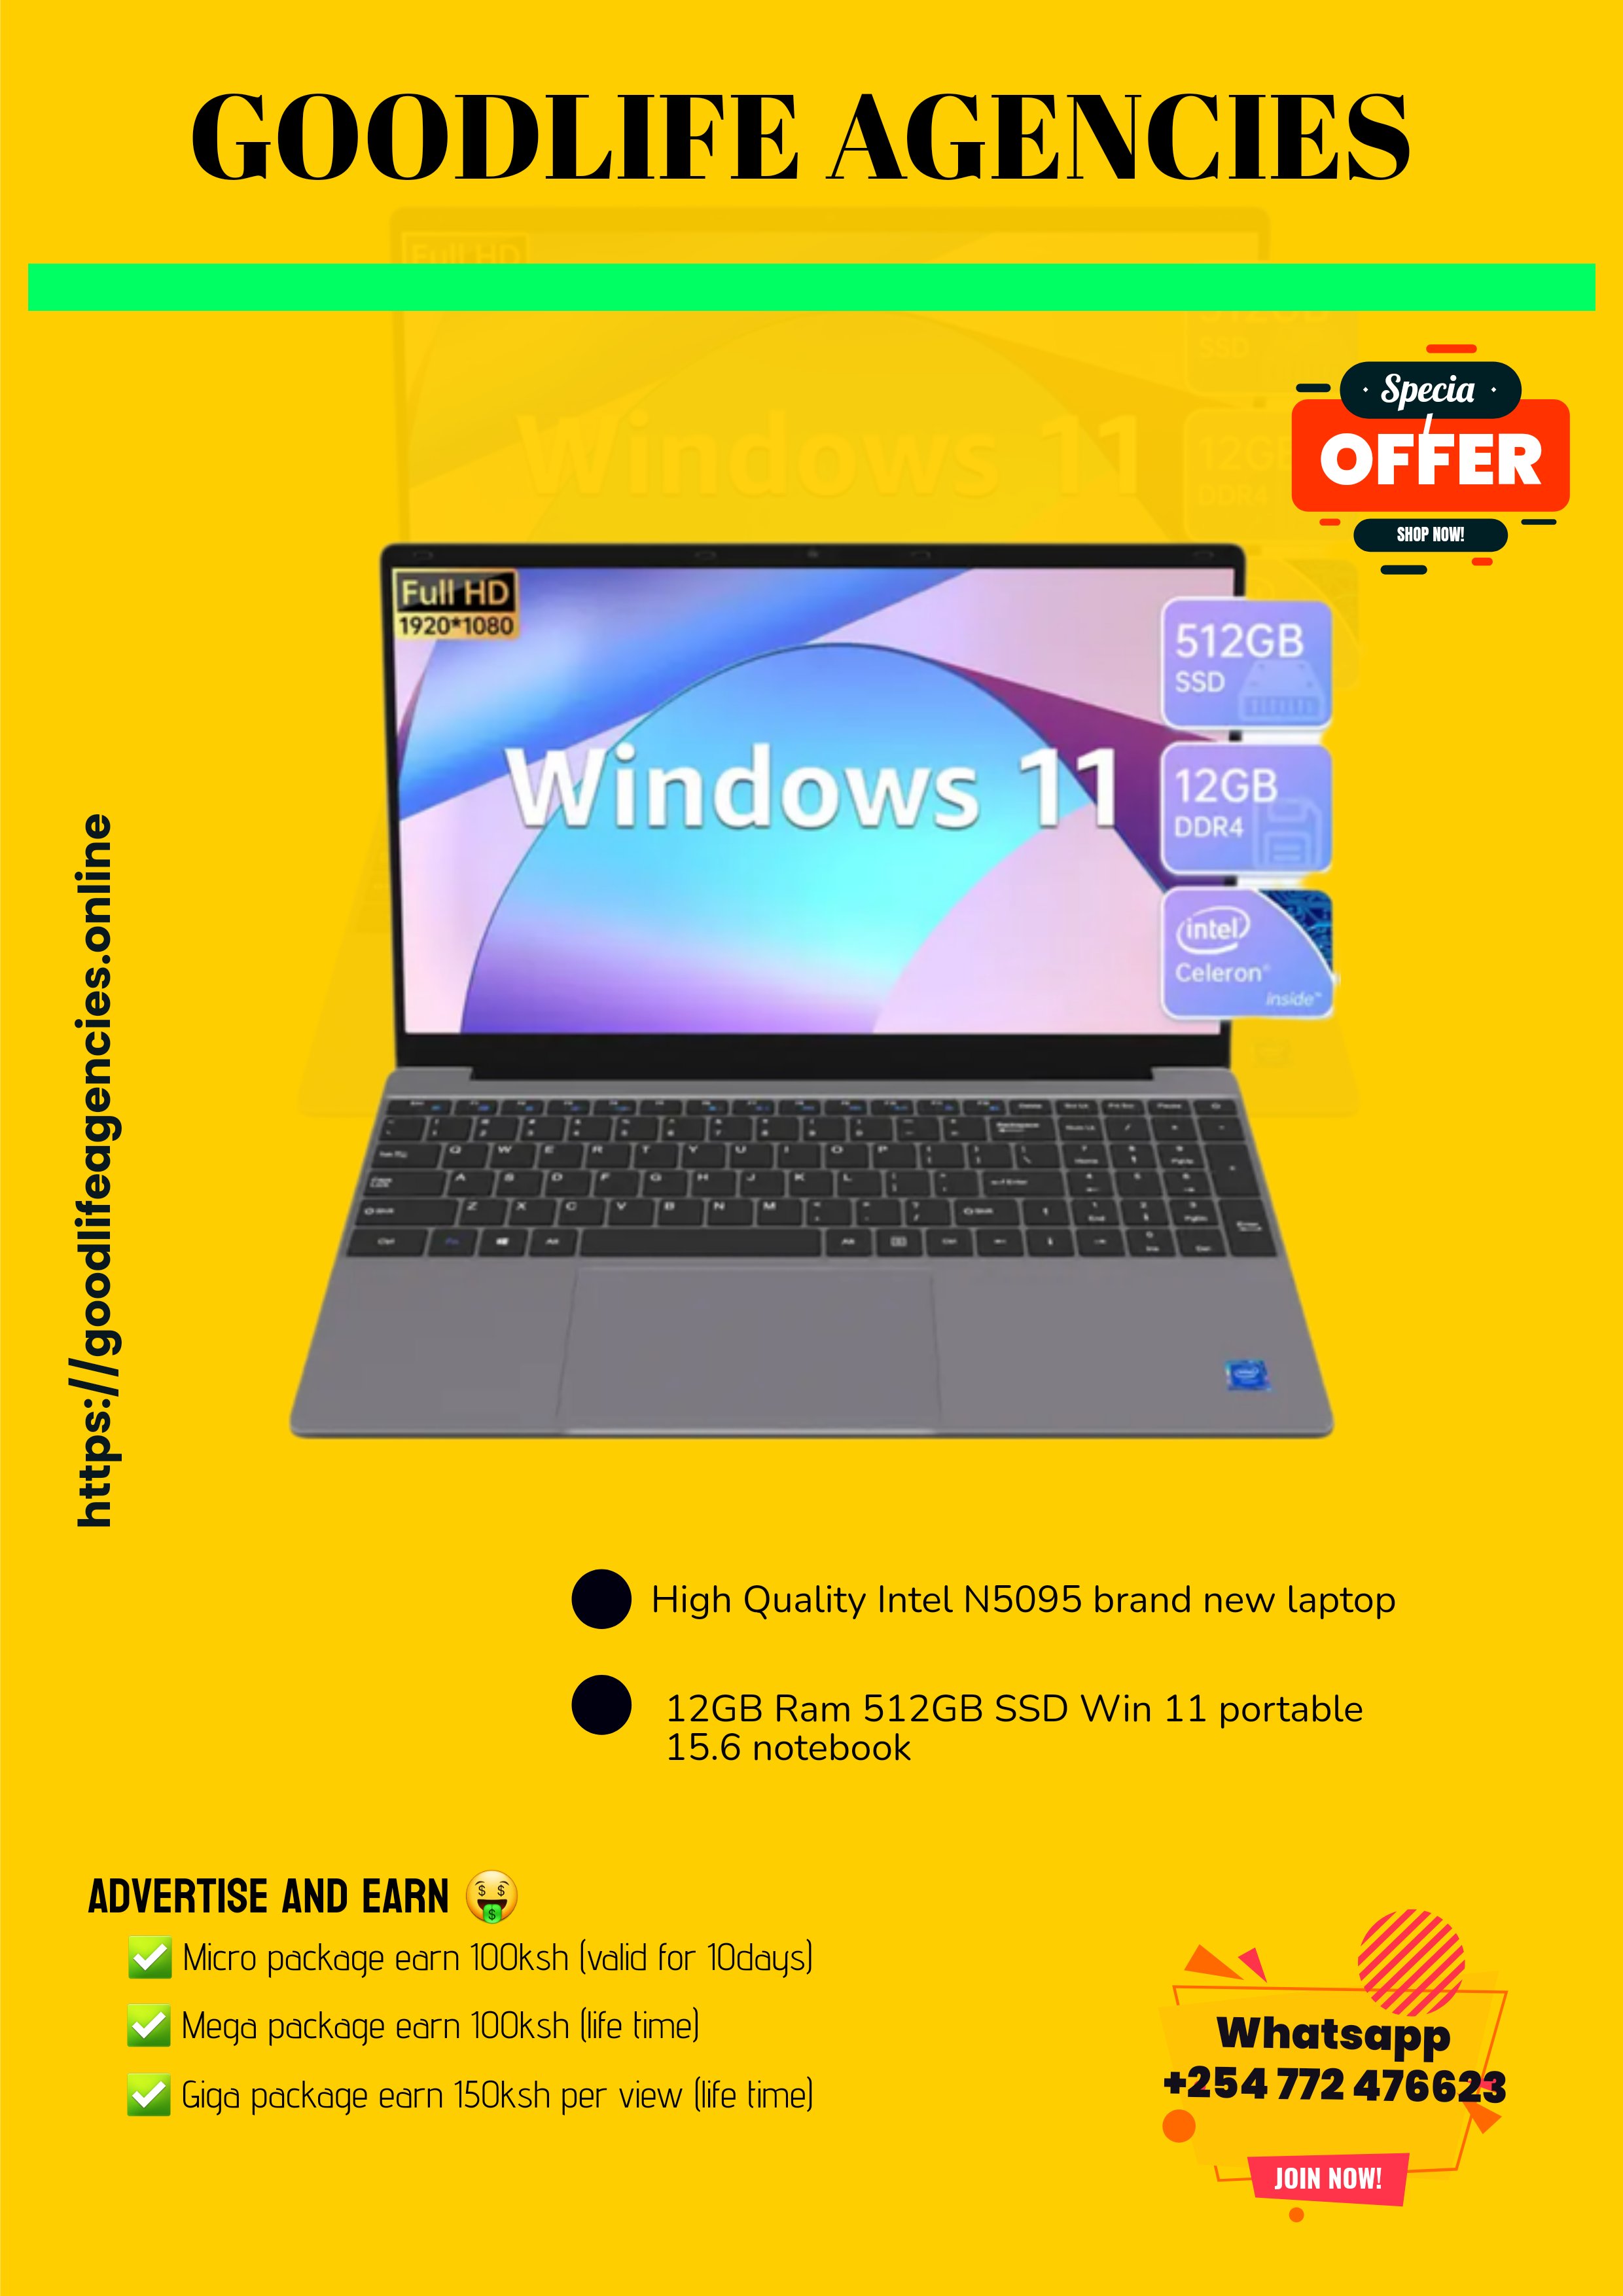 GOODLIFE AGENCIES
Special
OFFER
SHOP NOW!
Full HD
1920*1080
Windows 11
512GB
SSD
12GB
DDR4
intel
Celeron®
inside™
https://goodlifeagencies.online
High Quality Intel N5095 brand new laptop
12GB Ram 512GB SSD Win 11 portable
15.6 notebook
ADVERTISE AND EARN
Micro package earn 100ksh (valid for 10days)
Mega package earn 100ksh (life time)
Giga package earn 150ksh per view (life time)
Whatsapp
+254 772 476623
JOIN NOW!